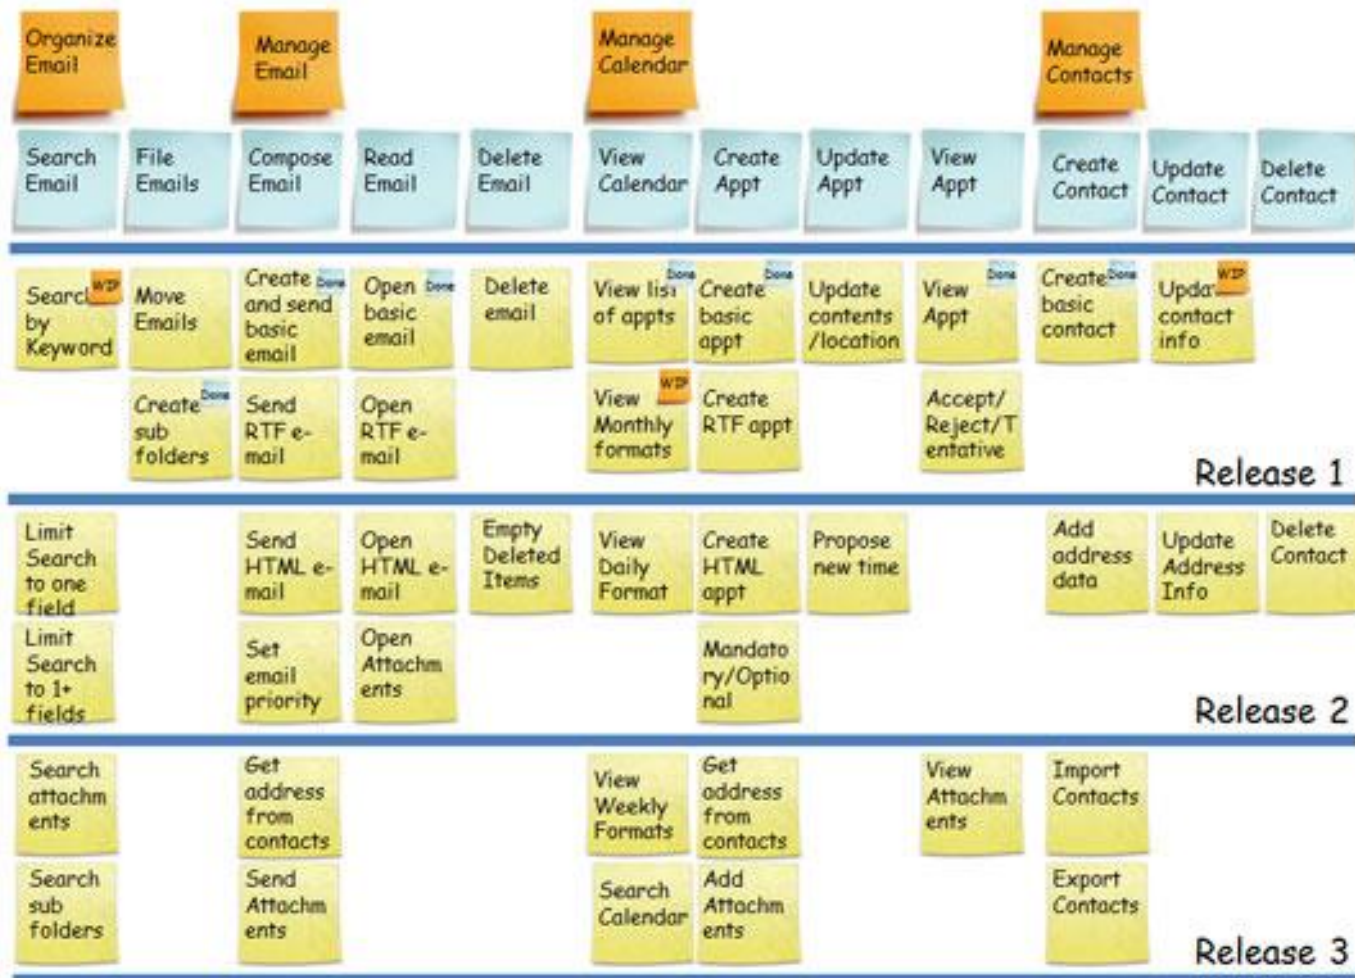 Organize
Email
Manage
Email
Manage
Calendar
Manage
Contacts
Search
Email
File
Emails
Compose
Email
Read
Email
Delete
Email
View
Calendar
Create
Appt
Update
Appt
View
Appt
Create
Contact
Update
Contact
Delete
Contact
Search
by
Keyword
WIP
Move
Emails
Create
and send
basic
email
Done
Open
basic
email
Done
Delete
email
View list
of appts
Done
Create
basic
appt
Done
Update
contents
/location
View
Appt
Done
Create
basic
contact
Done
Updat
contact
info
WIP
Create
sub
folders
Done
Send
RTF e-
mail
Open
RTF e-
mail
View
Monthly
formats
WIP
Create
RTF appt
Accept/
Reject/T
entative
Release 1
Limit
Search
to one
field
Send
HTML e-
mail
Open
HTML e-
mail
Empty
Deleted
Items
View
Daily
Format
Create
HTML
appt
Propose
new time
Add
address
data
Update
Address
Info
Delete
Contact
Limit
Search
to 1+
fields
Set
email
priority
Open
Attachm
ents
Mandato
ry/Optio
nal
Release 2
Search
attachm
ents
Get
address
from
contacts
View
Weekly
Formats
Get
address
from
contacts
View
Attachm
ents
Import
Contacts
Search
sub
folders
Send
Attachm
ents
Search
Calendar
Add
Attachm
ents
Export
Contacts
Release 3